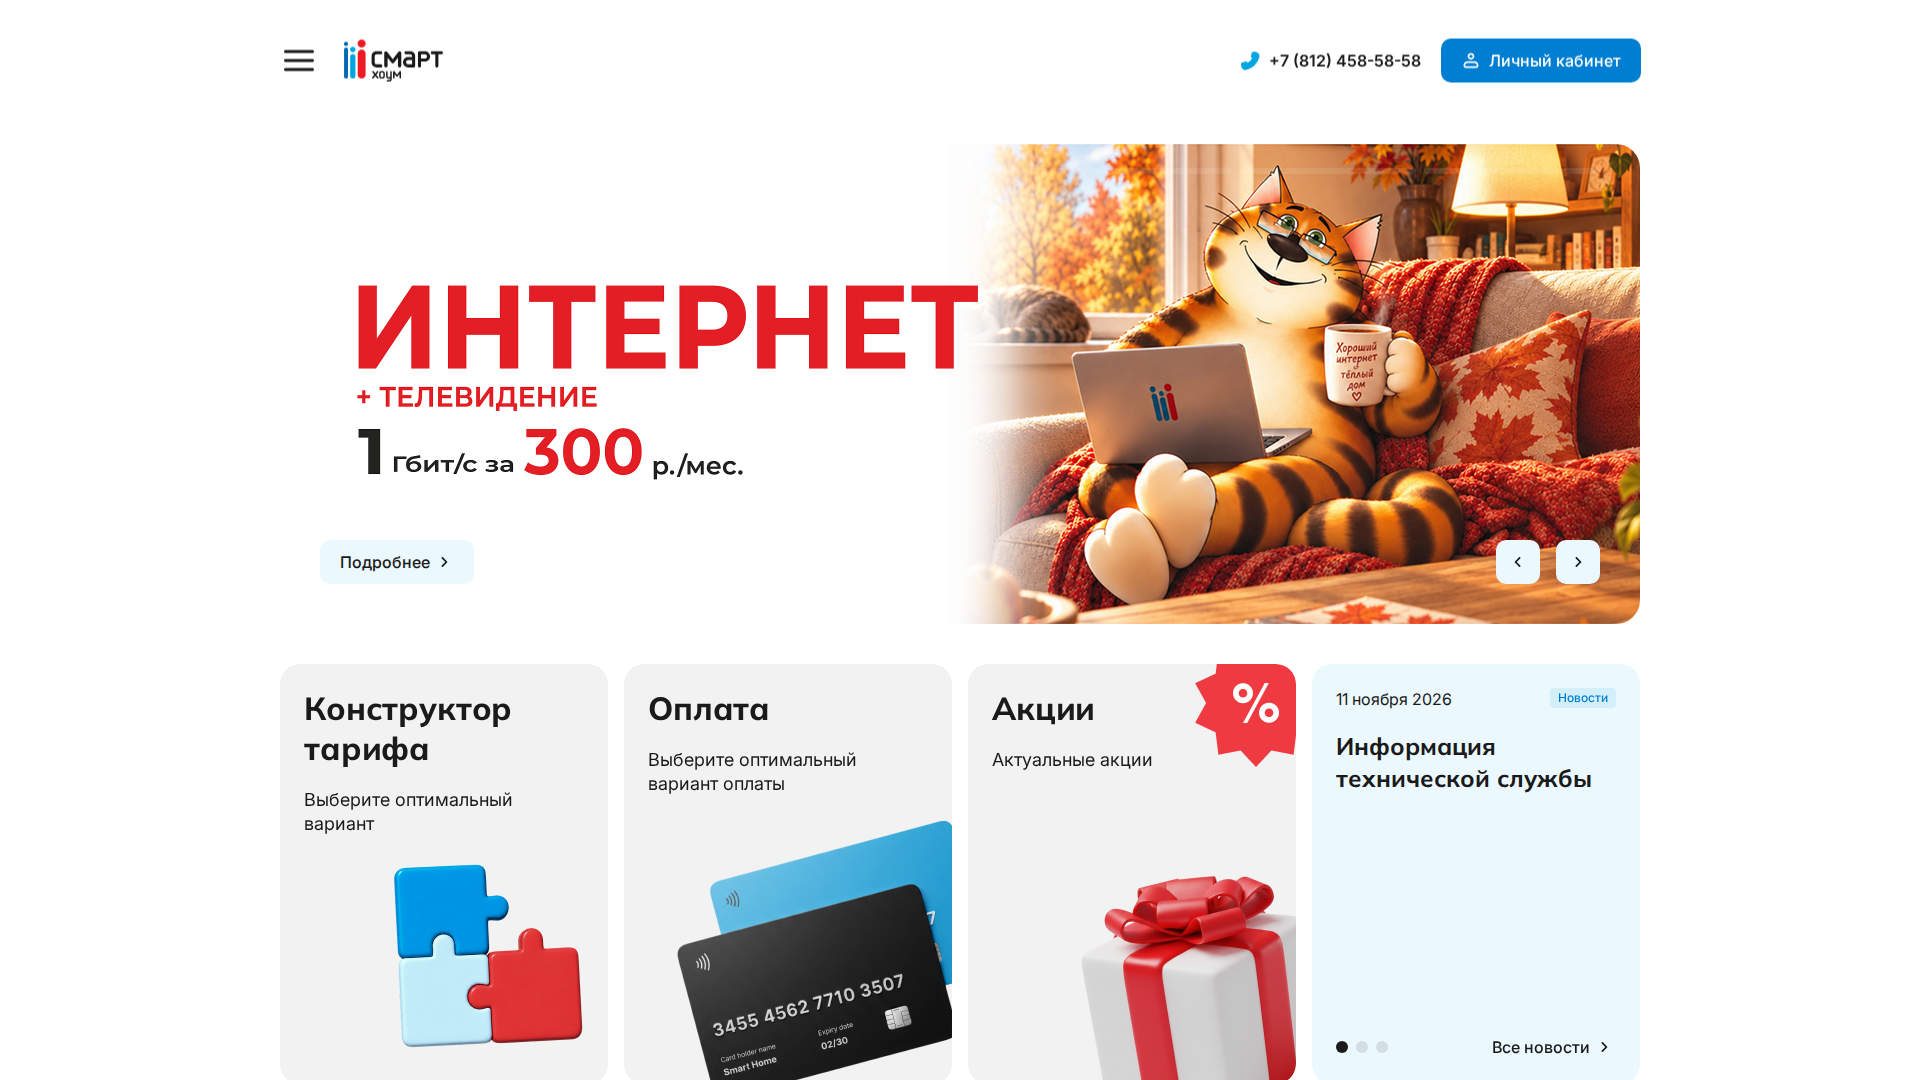 смарт
хоум
+7 (812) 458-58-58
Личный кабинет
ИНТЕРНЕТ
+ ТЕЛЕВИДЕНИЕ
1 Гбит/с за 300 р./мес.
Хороший
интернет
и
тёплый
дом
Подробнее
Конструктор
тарифа
Выберите оптимальный
вариант
Оплата
Выберите оптимальный
вариант оплаты
3455 4562 7710 3507
Card holder name
Smart Home
Expiry date
02/30
Акции
%
Актуальные акции
11 ноября 2026
Новости
Информация
технической службы
Все новости